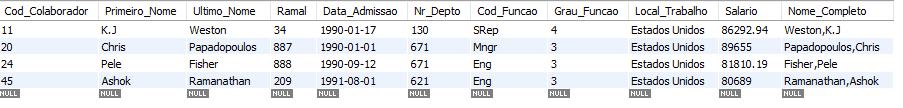 Cod_Colaborador Primeiro_Nome Ultimo_Nome Ramal Data_Admissao Nr_Depto Cod_Funcao Grau_Funcao Local_Trabalho Salario Nome_Completo
11 K.J Weston 34 1990-01-17 130 SRep 4 Estados Unidos 86292.94 Weston,K.J
20 Chris Papadopoulos 887 1990-01-01 671 Mngr 3 Estados Unidos 89655 Papadopoulos,Chris
24 Pele Fisher 888 1990-09-12 671 Eng 3 Estados Unidos 81810.19 Fisher,Pele
45 Ashok Ramanathan 209 1991-08-01 621 Eng 3 Estados Unidos 80689 Ramanathan,Ashok
NULL NULL NULL NULL NULL NULL NULL NULL NULL NULL NULL